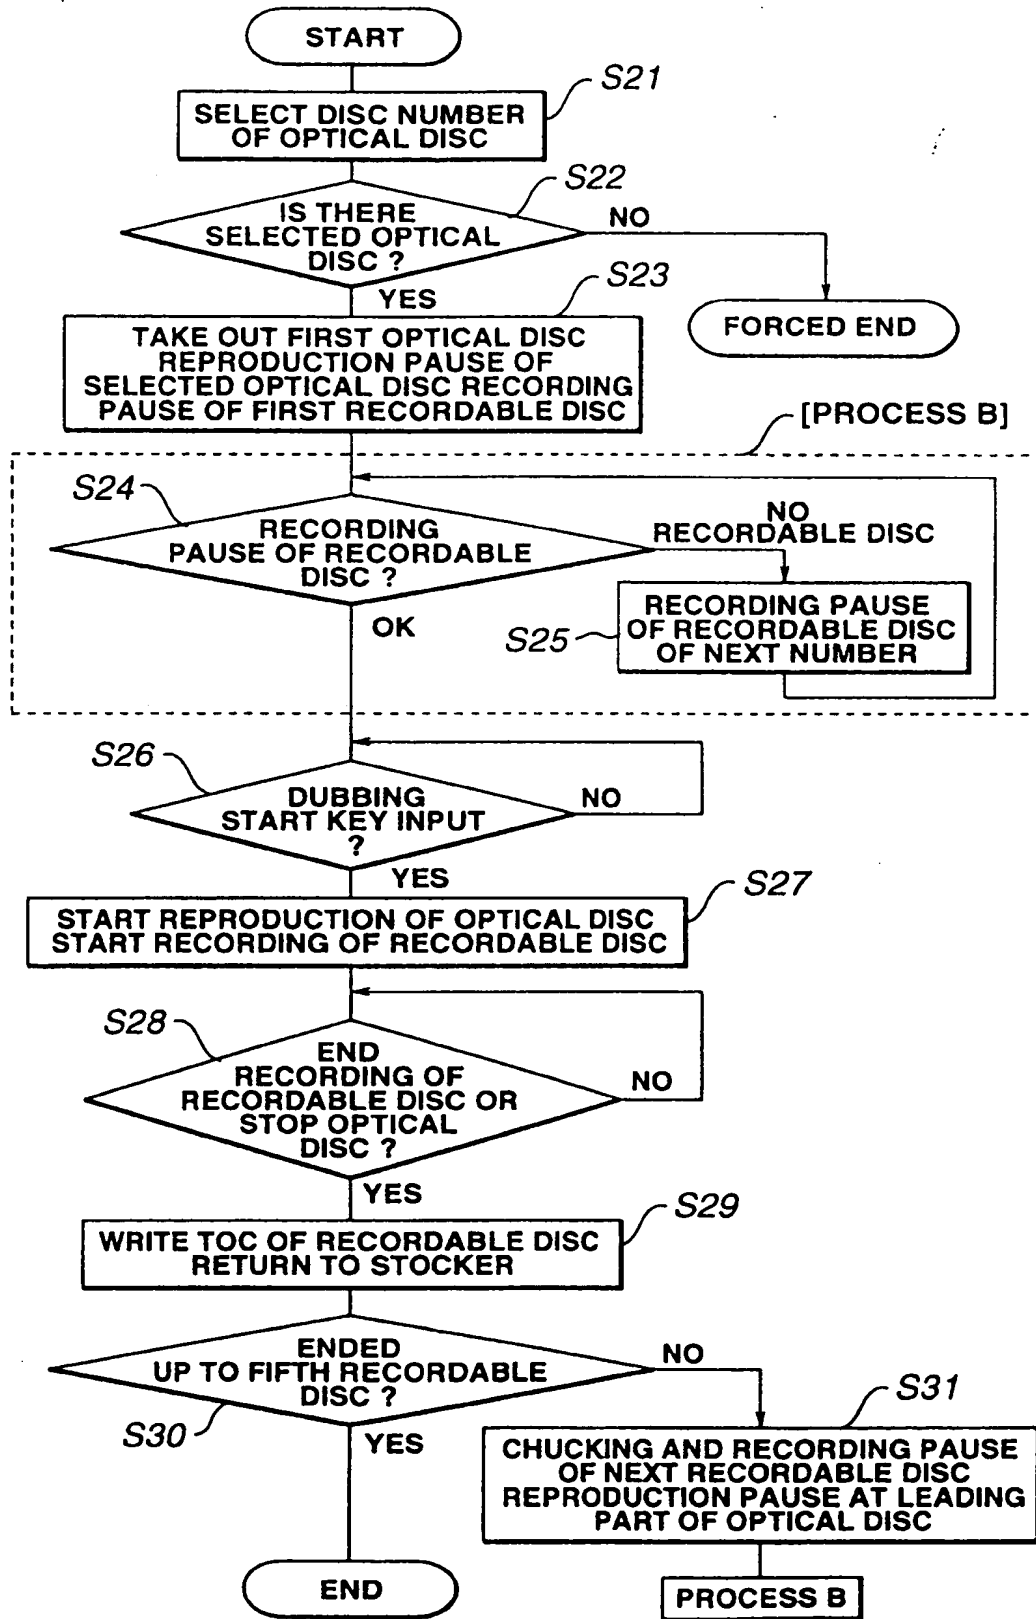 START
S21
SELECT DISC NUMBER
OF OPTICAL DISC
S22
IS THERE
SELECTED OPTICAL
DISC ?
NO
YES
S23
FORCED END
TAKE OUT FIRST OPTICAL DISC
REPRODUCTION PAUSE OF
SELECTED OPTICAL DISC RECORDING
PAUSE OF FIRST RECORDABLE DISC
[PROCESS B]
S24
RECORDING
PAUSE OF RECORDABLE
DISC ?
NO
RECORDABLE DISC
OK
S25
RECORDING PAUSE
OF RECORDABLE DISC
OF NEXT NUMBER
S26
DUBBING
START KEY INPUT
?
NO
YES
S27
START REPRODUCTION OF OPTICAL DISC
START RECORDING OF RECORDABLE DISC
S28
END
RECORDING OF
RECORDABLE DISC OR
STOP OPTICAL
DISC ?
NO
YES
S29
WRITE TOC OF RECORDABLE DISC
RETURN TO STOCKER
ENDED
UP TO FIFTH RECORDABLE
DISC ?
NO
S30
YES
S31
CHUCKING AND RECORDING PAUSE
OF NEXT RECORDABLE DISC
REPRODUCTION PAUSE AT LEADING
PART OF OPTICAL DISC
END
PROCESS B